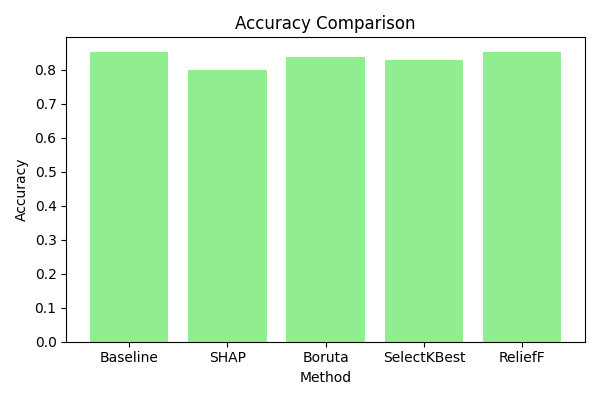 Accuracy Comparison
Accuracy
0.8
0.7
0.6
0.5
0.4
0.3
0.2
0.1
0.0
Baseline SHAP Boruta SelectKBest ReliefF
Method